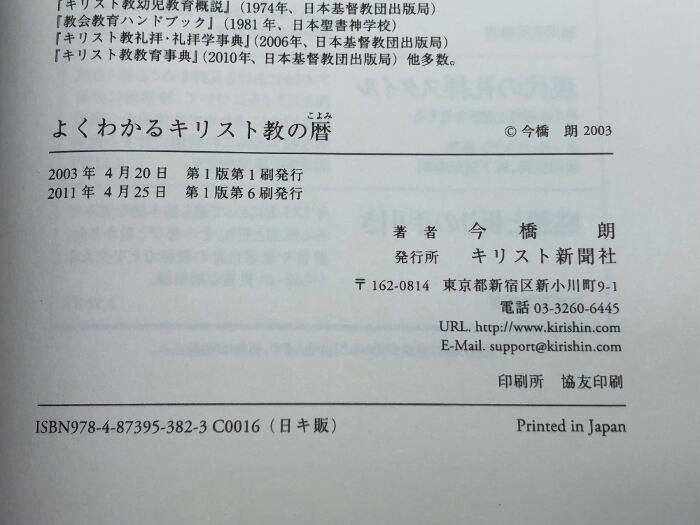 『キリスト教幼児教育概説』（1974年、日本基督教団出版局）
『教会教育ハンドブック』（1981年、日本聖書神学校）
『キリスト教礼拝・礼拝学事典』（2006年、日本基督教団出版局）
『キリスト教教育事典』（2010年、日本基督教団出版局）他多数。
こよみ
よくわかるキリスト教の暦 © 今橋 朗 2003
2003年 4月20日 第1版第1刷発行
2011年 4月25日 第1版第6刷発行
著 者 今 橋 朗
発行所 キリスト新聞社
〒162-0814 東京都新宿区新小川町9-1
電話 03-3260-6445
URL. http://www.kirishin.com
E-Mail. support@kirishin.com
印刷所 協友印刷
ISBN978-4-87395-382-3 C0016（日キ販） Printed in Japan